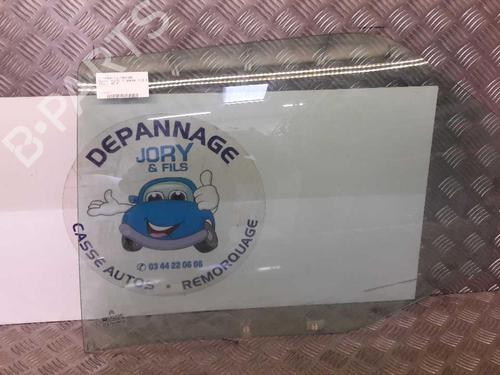 B-PARTS
DEPANNAGE
JORY
& FILS
03 44 22 06 06
CASSE AUTOS • REMORQUAGE